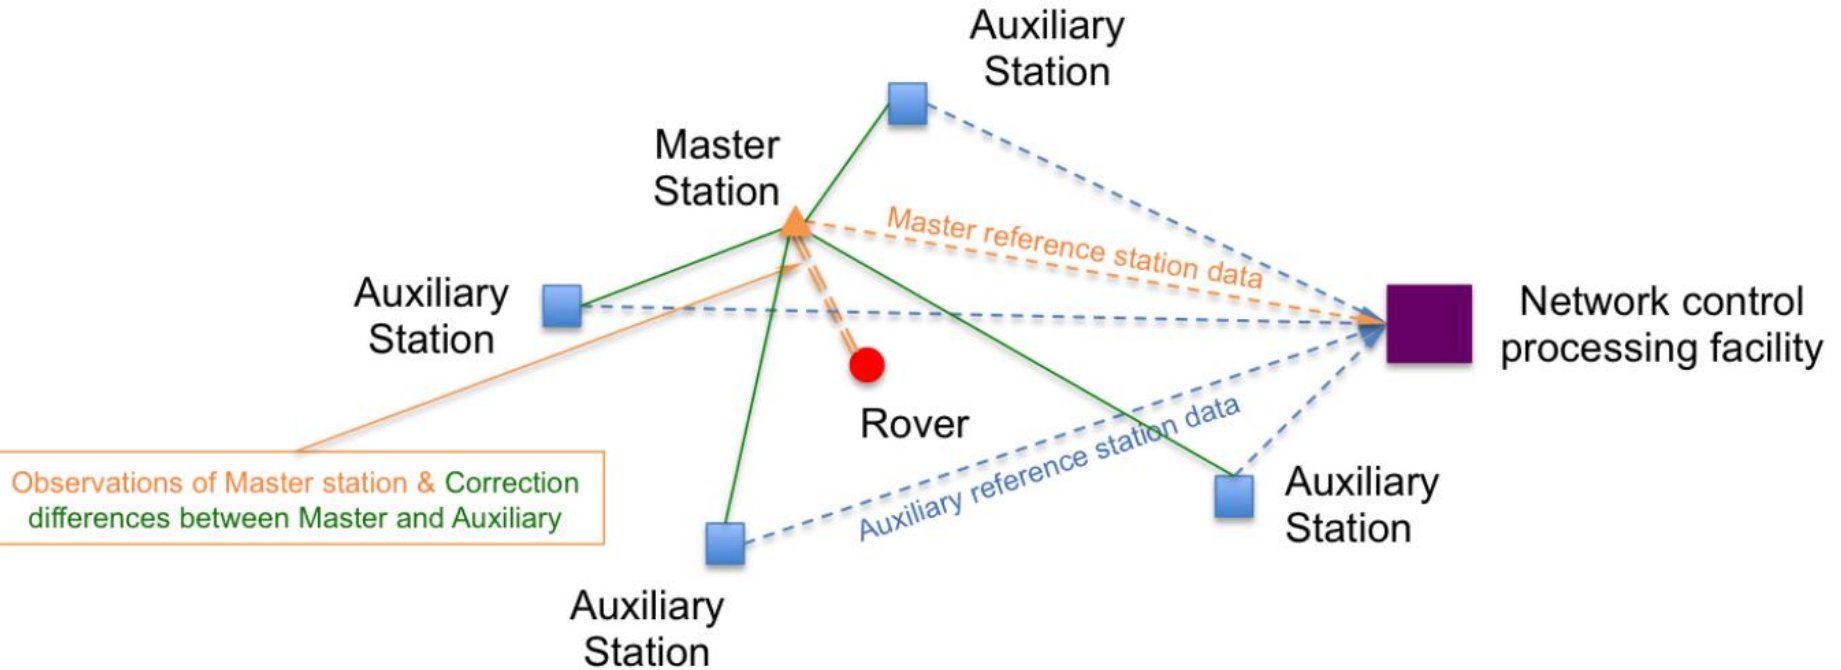 Auxiliary
Station
Master
Station
Master reference station data
Auxiliary
Station
Network control
processing facility
Rover
Auxiliary reference station data
Observations of Master station & Correction
differences between Master and Auxiliary
Auxiliary
Station
Auxiliary
Station